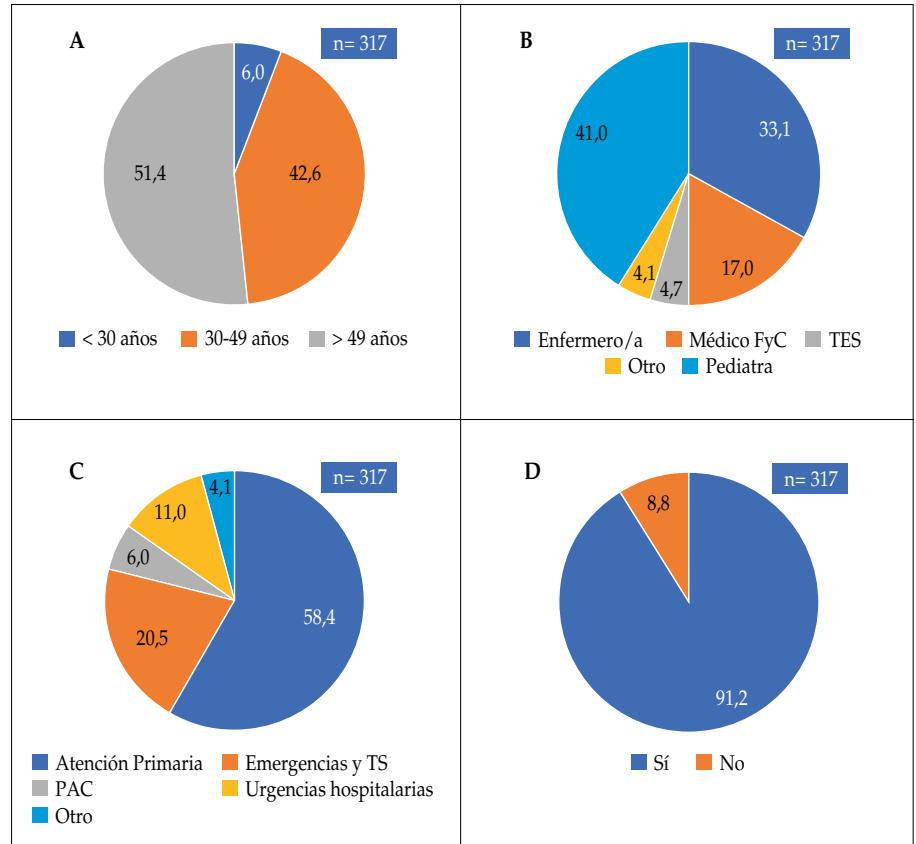 A
n= 317
6,0
42,6
51,4
< 30 años 30-49 años > 49 años
B
n= 317
33,1
41,0
17,0
4,7
4,1
Enfermero/a Médico FyC TES
Otro Pediatra
C
n= 317
4,1
11,0
6,0
58,4
20,5
Atención Primaria Emergencias y TS
PAC Urgencias hospitalarias
Otro
D
n= 317
8,8
91,2
Sí No